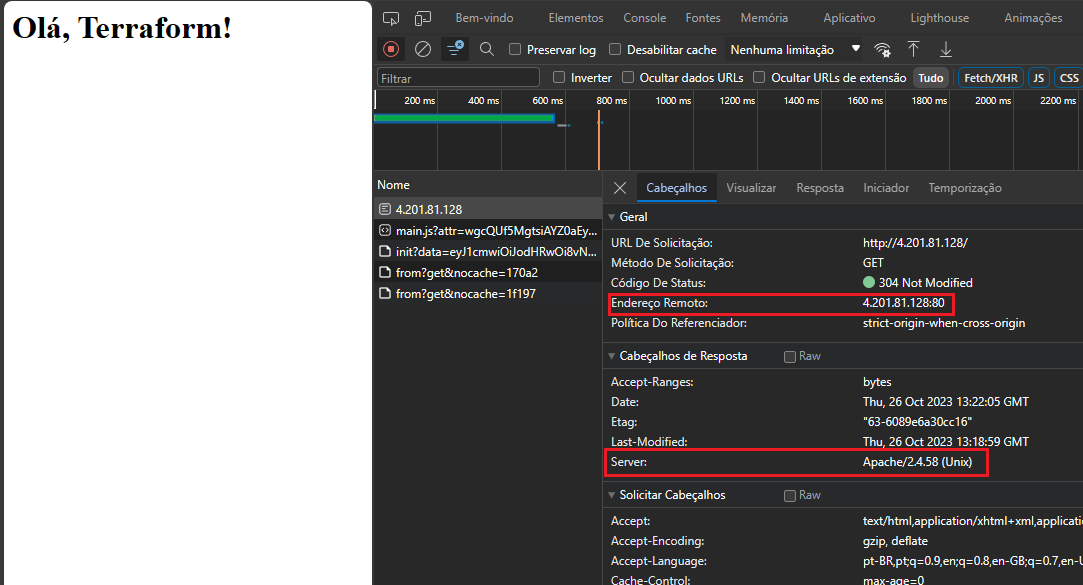 Olá, Terraform!
Bem-vindo Elementos Console Fontes Memória Aplicativo Lighthouse Animações
Preservar log Desabilitar cache Nenhuma limitação
Filtrar Inverter Ocultar dados URLs Ocultar URLs de extensão Tudo Fetch/XHR JS CSS
200 ms 400 ms 600 ms 800 ms 1000 ms 1200 ms 1400 ms 1600 ms 1800 ms 2000 ms 2200 ms
Nome
4.201.81.128
main.js?attr=wgcQUf5MgtsiAYZ0aEy...
init?data=eyJ1cmwiOiJodHRwOi8vN...
from?get&nocache=170a2
from?get&nocache=1f197
Cabeçalhos Visualizar Resposta Iniciador Temporização
Geral
URL De Solicitação: http://4.201.81.128/
Método De Solicitação: GET
Código De Status: 304 Not Modified
Endereço Remoto: 4.201.81.128:80
Política Do Referenciador: strict-origin-when-cross-origin
Cabeçalhos de Resposta Raw
Accept-Ranges: bytes
Date: Thu, 26 Oct 2023 13:22:05 GMT
Etag: "63-6089e6a30cc16"
Last-Modified: Thu, 26 Oct 2023 13:18:59 GMT
Server: Apache/2.4.58 (Unix)
Solicitar Cabeçalhos Raw
Accept: text/html,application/xhtml+xml,applicatio
Accept-Encoding: gzip, deflate
Accept-Language: pt-BR,pt;q=0.9,en;q=0.8,en-GB;q=0.7,en-U
Cache-Control: max-age=0